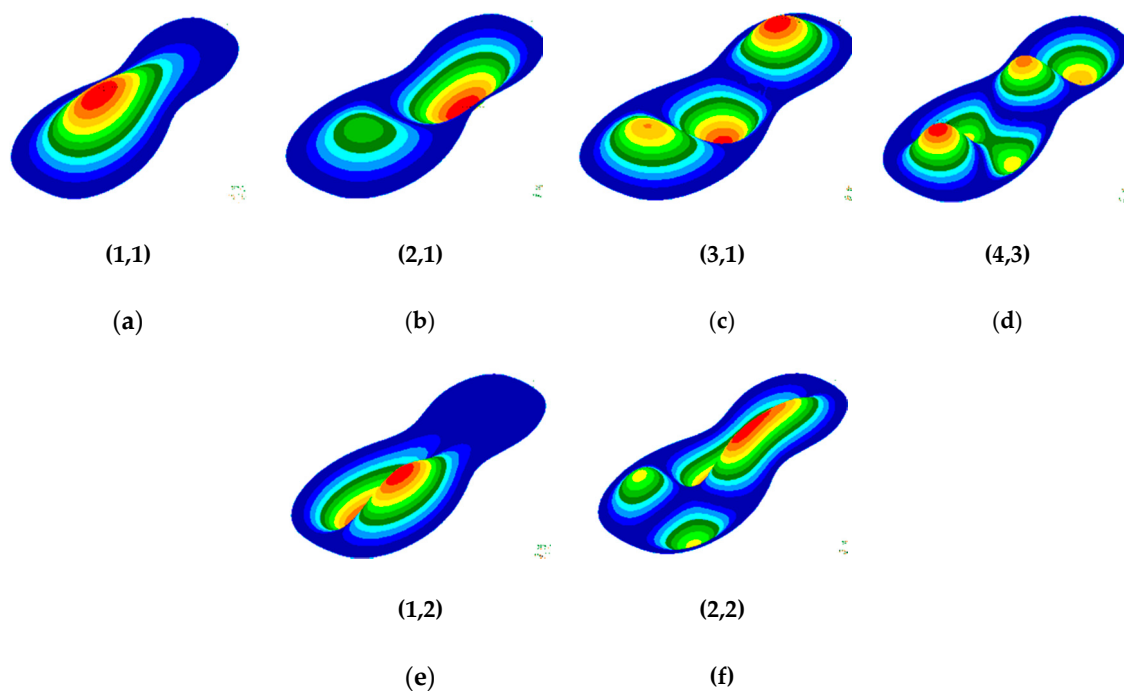 (1,1) (2,1) (3,1) (4,3)
(a) (b) (c) (d)
(1,2) (2,2)
(e) (f)